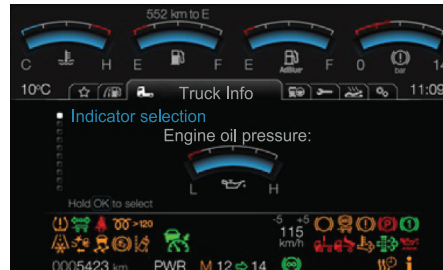 552 km to E
C H E F E AdBlue F 0 bar 14
10°C Truck Info 11:09
Indicator selection
Engine oil pressure:
L H
Hold OK to select
>120 -5 +5
115
km/h
0005423 km PWR M 12 ⇨ 14